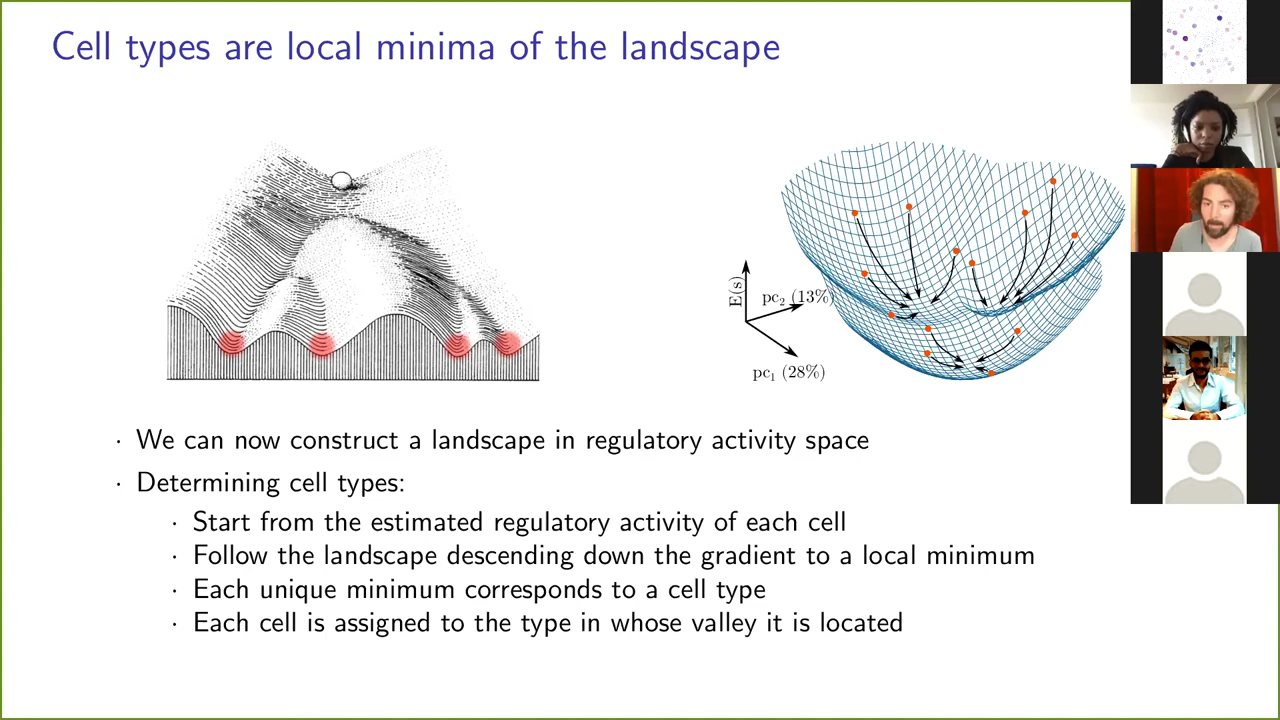 Cell types are local minima of the landscape
E(s)
pc₂ (13%)
pc₁ (28%)
· We can now construct a landscape in regulatory activity space
· Determining cell types:
· Start from the estimated regulatory activity of each cell
· Follow the landscape descending down the gradient to a local minimum
· Each unique minimum corresponds to a cell type
· Each cell is assigned to the type in whose valley it is located